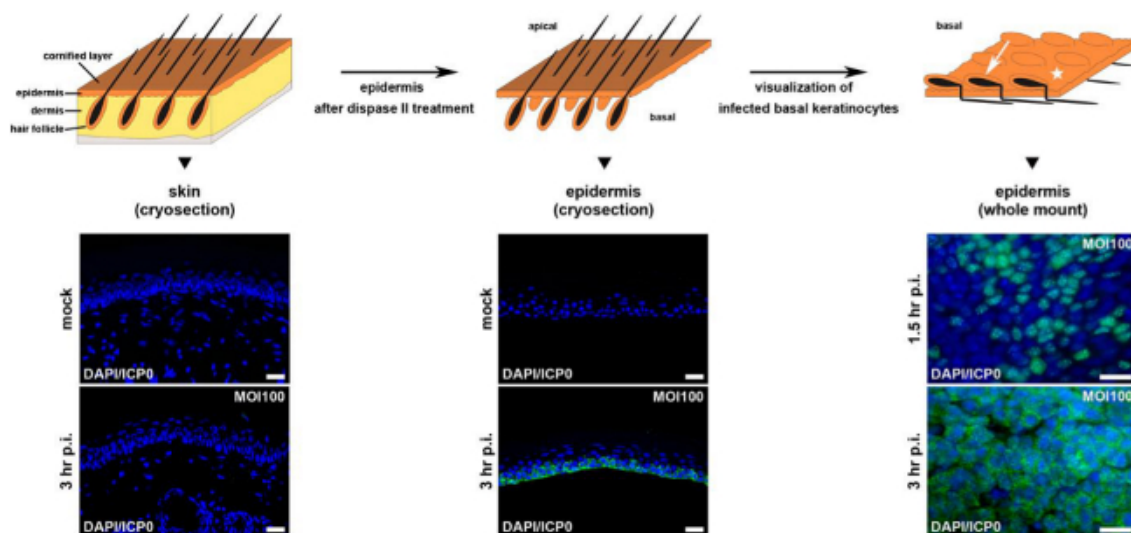 cornified layer
epidermis
dermis
hair follicle
epidermis
after dispase II treatment
apical
basal
visualization of
infected basal keratinocytes
basal
skin
(cryosection)
epidermis
(cryosection)
epidermis
(whole mount)
mock
DAPI/ICP0
mock
DAPI/ICP0
1.5 hr p.i.
MOI100
DAPI/ICP0
3 hr p.i.
MOI100
DAPI/ICP0
3 hr p.i.
MOI100
DAPI/ICP0
3 hr p.i.
MOI100
DAPI/ICP0